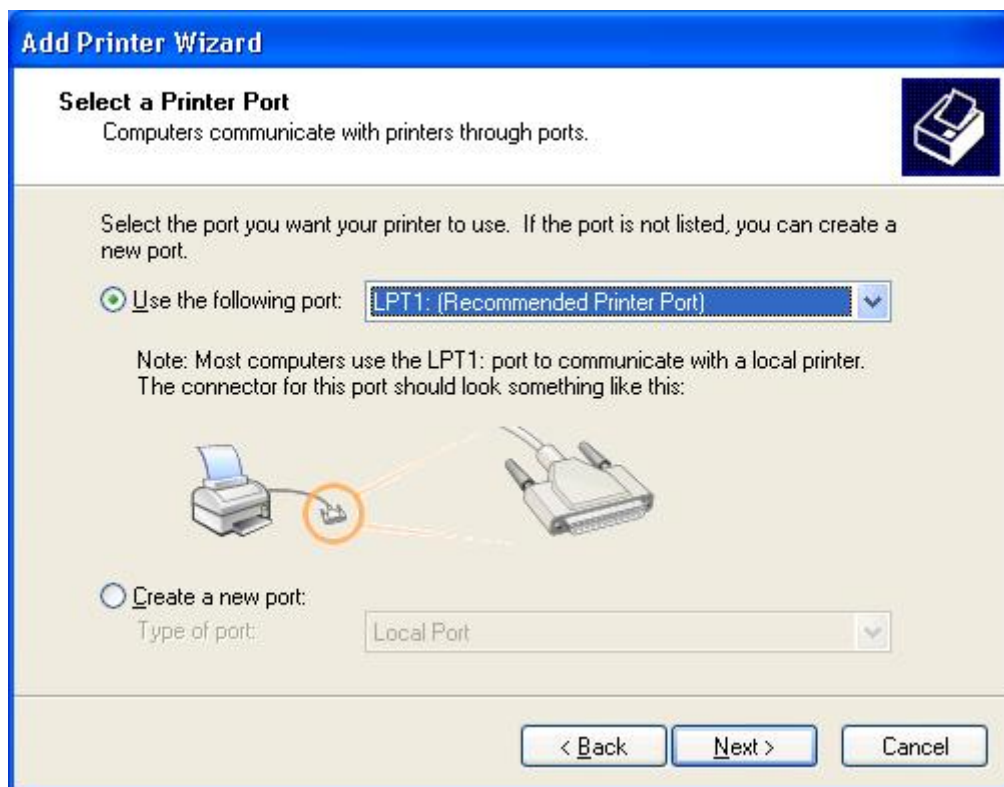 Add Printer Wizard
Select a Printer Port
Computers communicate with printers through ports.
Select the port you want your printer to use. If the port is not listed, you can create a
new port.
Use the following port: LPT1: (Recommended Printer Port)
Note: Most computers use the LPT1: port to communicate with a local printer.
The connector for this port should look something like this:
Create a new port:
Type of port: Local Port
< Back Next > Cancel